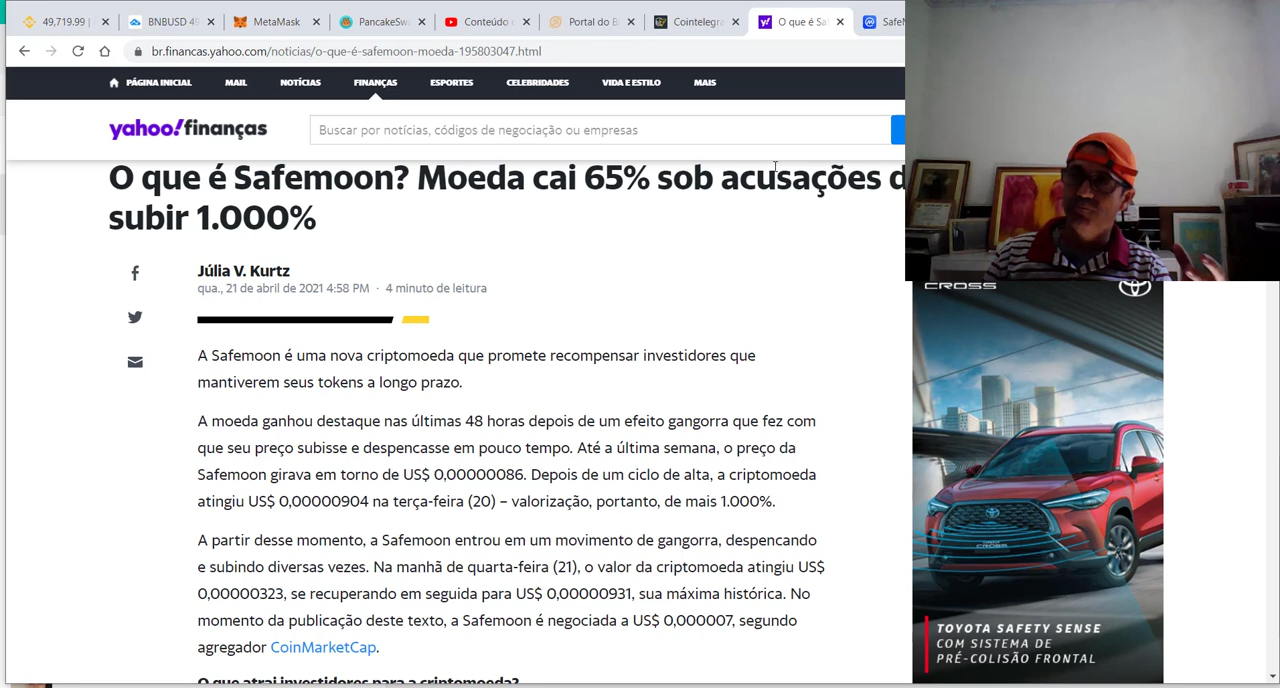 49,719.99 |
BNBUSD 49
MetaMask
PancakeSw
Conteúdo
Portal do B
Cointelegra
O que é Sa
SafeM
br.financas.yahoo.com/noticias/o-que-é-safemoon-moeda-195803047.html
PÁGINA INICIAL MAIL NOTÍCIAS FINANÇAS ESPORTES CELEBRIDADES VIDA E ESTILO MAIS
yahoo!finanças
Buscar por notícias, códigos de negociação ou empresas
O que é Safemoon? Moeda cai 65% sob acusações d
subir 1.000%
Júlia V. Kurtz
qua., 21 de abril de 2021 4:58 PM · 4 minuto de leitura
A Safemoon é uma nova criptomoeda que promete recompensar investidores que
mantiverem seus tokens a longo prazo.
A moeda ganhou destaque nas últimas 48 horas depois de um efeito gangorra que fez com
que seu preço subisse e despencasse em pouco tempo. Até a última semana, o preço da
Safemoon girava em torno de US$ 0,00000086. Depois de um ciclo de alta, a criptomoeda
atingiu US$ 0,00000904 na terça-feira (20) – valorização, portanto, de mais 1.000%.
A partir desse momento, a Safemoon entrou em um movimento de gangorra, despencando
e subindo diversas vezes. Na manhã de quarta-feira (21), o valor da criptomoeda atingiu US$
0,00000323, se recuperando em seguida para US$ 0,00000931, sua máxima histórica. No
momento da publicação deste texto, a Safemoon é negociada a US$ 0,000007, segundo
agregador CoinMarketCap.
O que atrai investidores para a criptomoeda?
CROSS
TOYOTA SAFETY SENSE
COM SISTEMA DE
PRÉ-COLISÃO FRONTAL